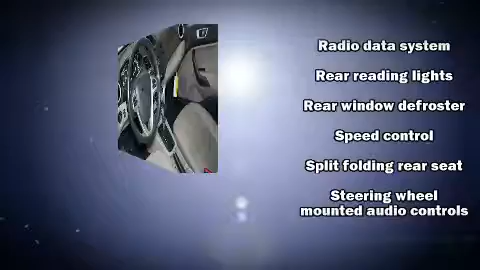 Radio data system
Rear reading lights
Rear window defroster
Speed control
Split folding rear seat
Steering wheel
mounted audio controls